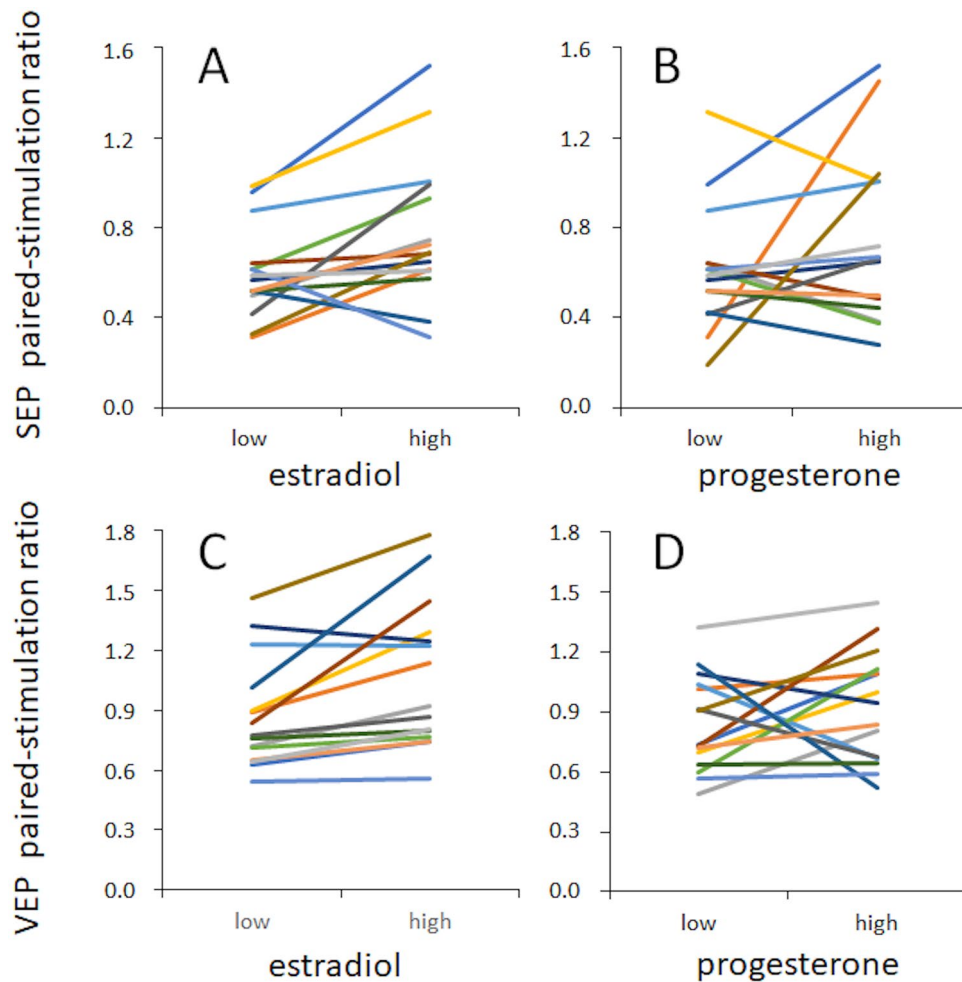 SEP paired-stimulation ratio
A
1.6
1.2
0.8
0.4
0.0
low high
estradiol
B
1.6
1.2
0.8
0.4
0.0
low high
progesterone
VEP paired-stimulation ratio
C
1.8
1.5
1.2
0.9
0.6
0.3
0.0
low high
estradiol
D
1.8
1.5
1.2
0.9
0.6
0.3
0.0
low high
progesterone